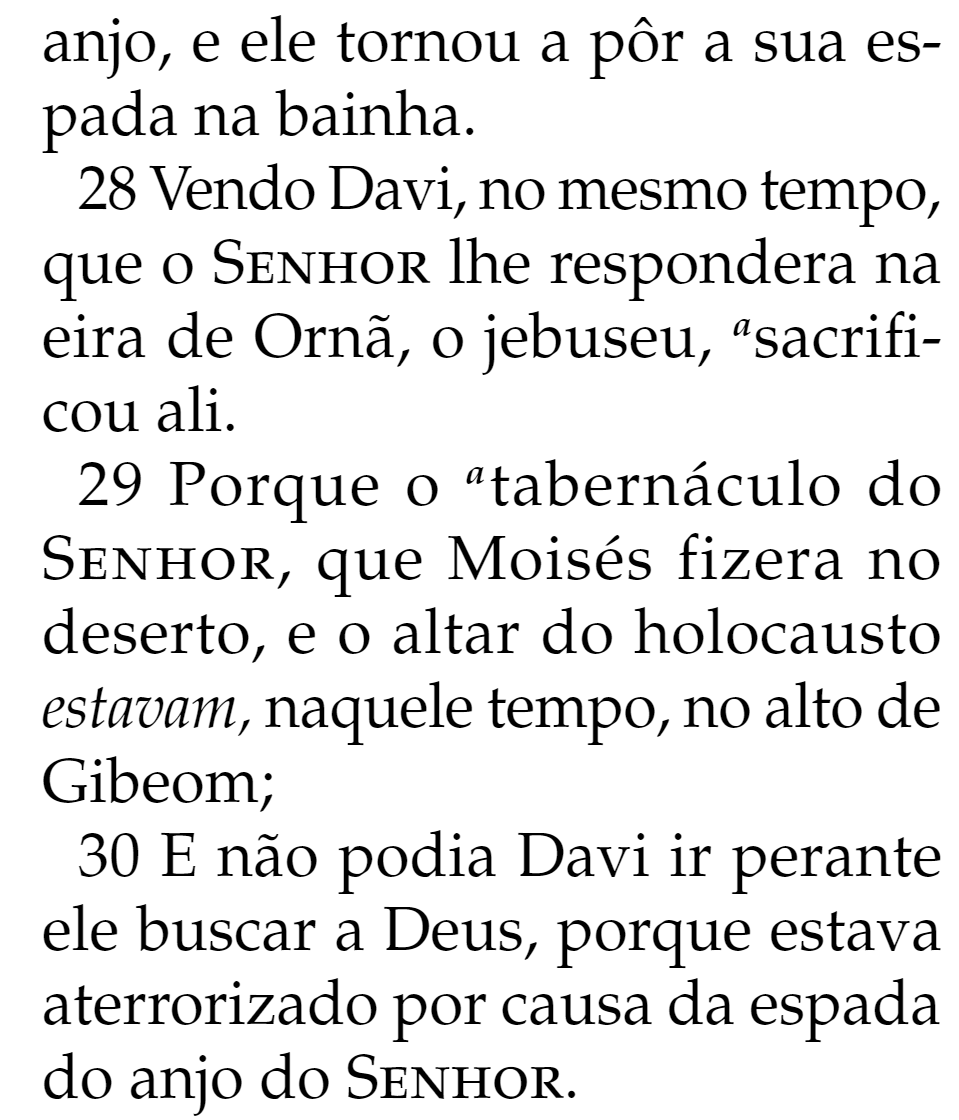 anjo, e ele tornou a pôr a sua es-
pada na bainha.
28 Vendo Davi, no mesmo tempo,
que o SENHOR lhe respondera na
eira de Ornã, o jebuseu, ᵃsacrifi-
cou ali.
29 Porque o ᵃtabernáculo do
SENHOR, que Moisés fizera no
deserto, e o altar do holocausto
estavam, naquele tempo, no alto de
Gibeom;
30 E não podia Davi ir perante
ele buscar a Deus, porque estava
aterrorizado por causa da espada
do anjo do SENHOR.